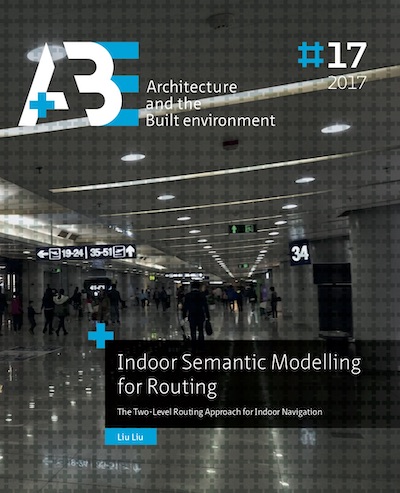 A+BE
Architecture
and the
Built environment
#17
2017
19-24 | 35-51
34
Indoor Semantic Modelling
for Routing
The Two-Level Routing Approach for Indoor Navigation
Liu Liu